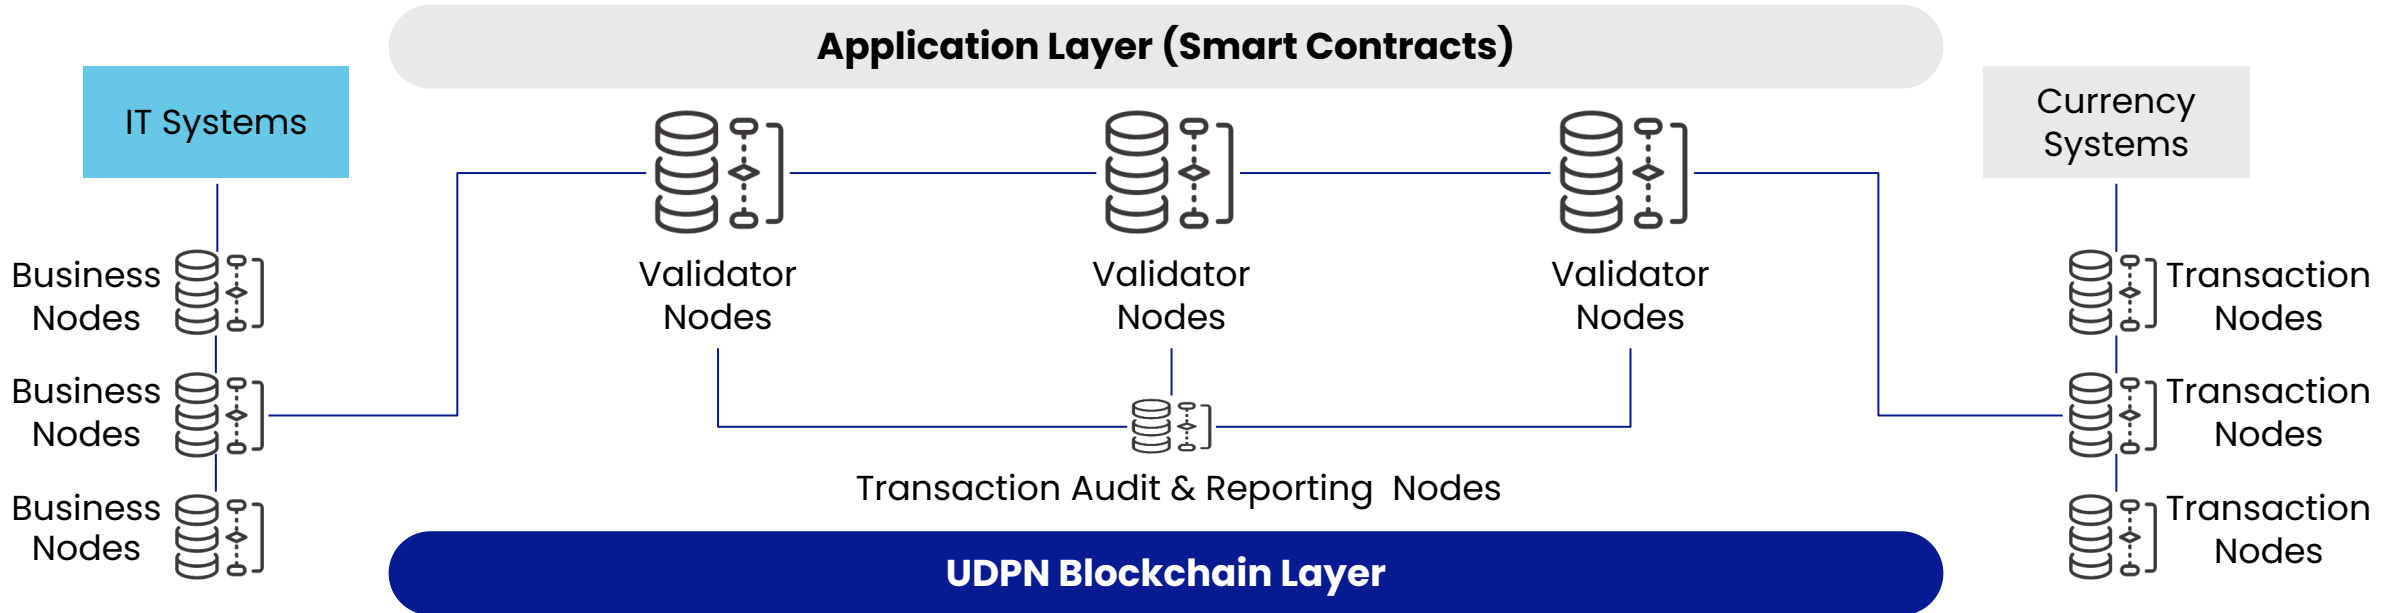 Application Layer (Smart Contracts)
IT Systems
Currency
Systems
Business
Nodes
Business
Nodes
Business
Nodes
Validator
Nodes
Validator
Nodes
Validator
Nodes
Transaction Audit & Reporting Nodes
Transaction
Nodes
Transaction
Nodes
Transaction
Nodes
UDPN Blockchain Layer